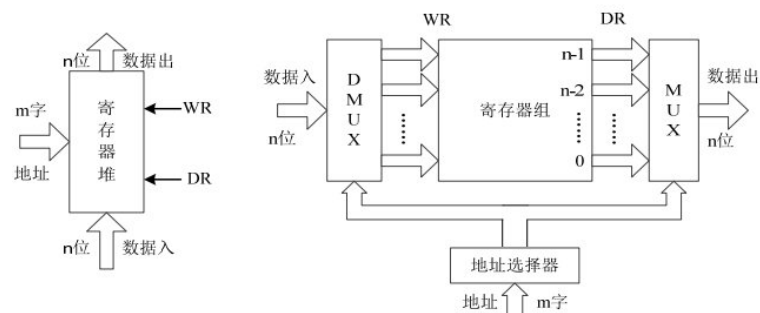 n位 数据出
m字
地址
寄存器堆
WR
DR
n位 数据入
WR
DR
数据入
n位
DMUX
寄存器组
n-1
n-2
0
MUX
数据出
n位
地址选择器
地址 m字